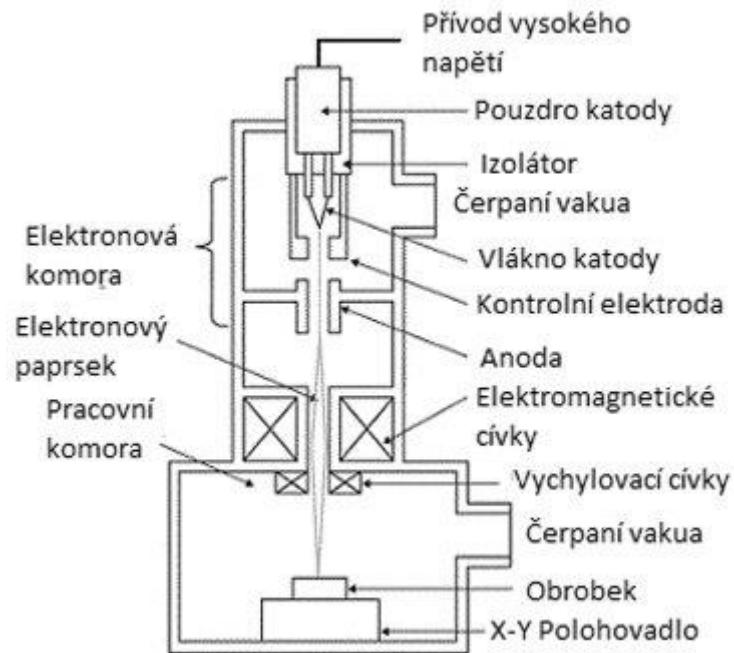 Přívod vysokého
napětí
Pouzdro katody
Izolátor
Čerpaní vakua
Elektronová
komora
Vlákno katody
Kontrolní elektroda
Elektronový
paprsek
Anoda
Pracovní
komora
Elektromagnetické
cívky
Vychylovací cívky
Čerpaní vakua
Obrobek
X-Y Polohovadlo